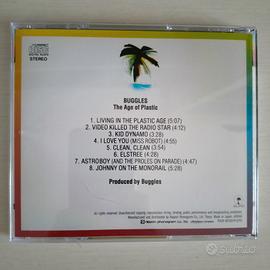 COMPACT
disc
DIGITAL AUDIO
STEREO
BUGGLES
The Age of Plastic
1. LIVING IN THE PLASTIC AGE (5:07)
2. VIDEO KILLED THE RADIO STAR (4:12)
3. KID DYNAMO (3:28)
4. I LOVE YOU (MISS ROBOT) (4:55)
5. CLEAN, CLEAN (3:54)
6. ELSTREE (4:28)
7. ASTROBOY (AND THE PROLES ON PARADE) (4:47)
8. JOHNNY ON THE MONORAIL (5:28)
Produced by Buggles
subito